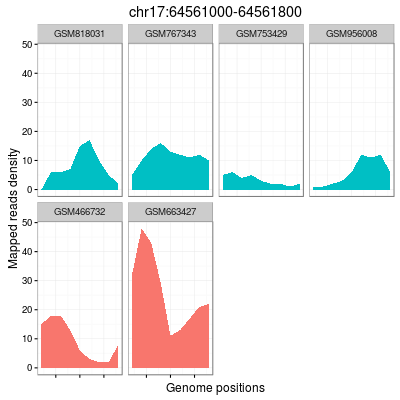 chr17:64561000-64561800
GSM818031 GSM767343 GSM753429 GSM956008
50
40
30
20
10
0
GSM466732 GSM663427
50
40
30
20
10
0
Mapped reads density
Genome positions